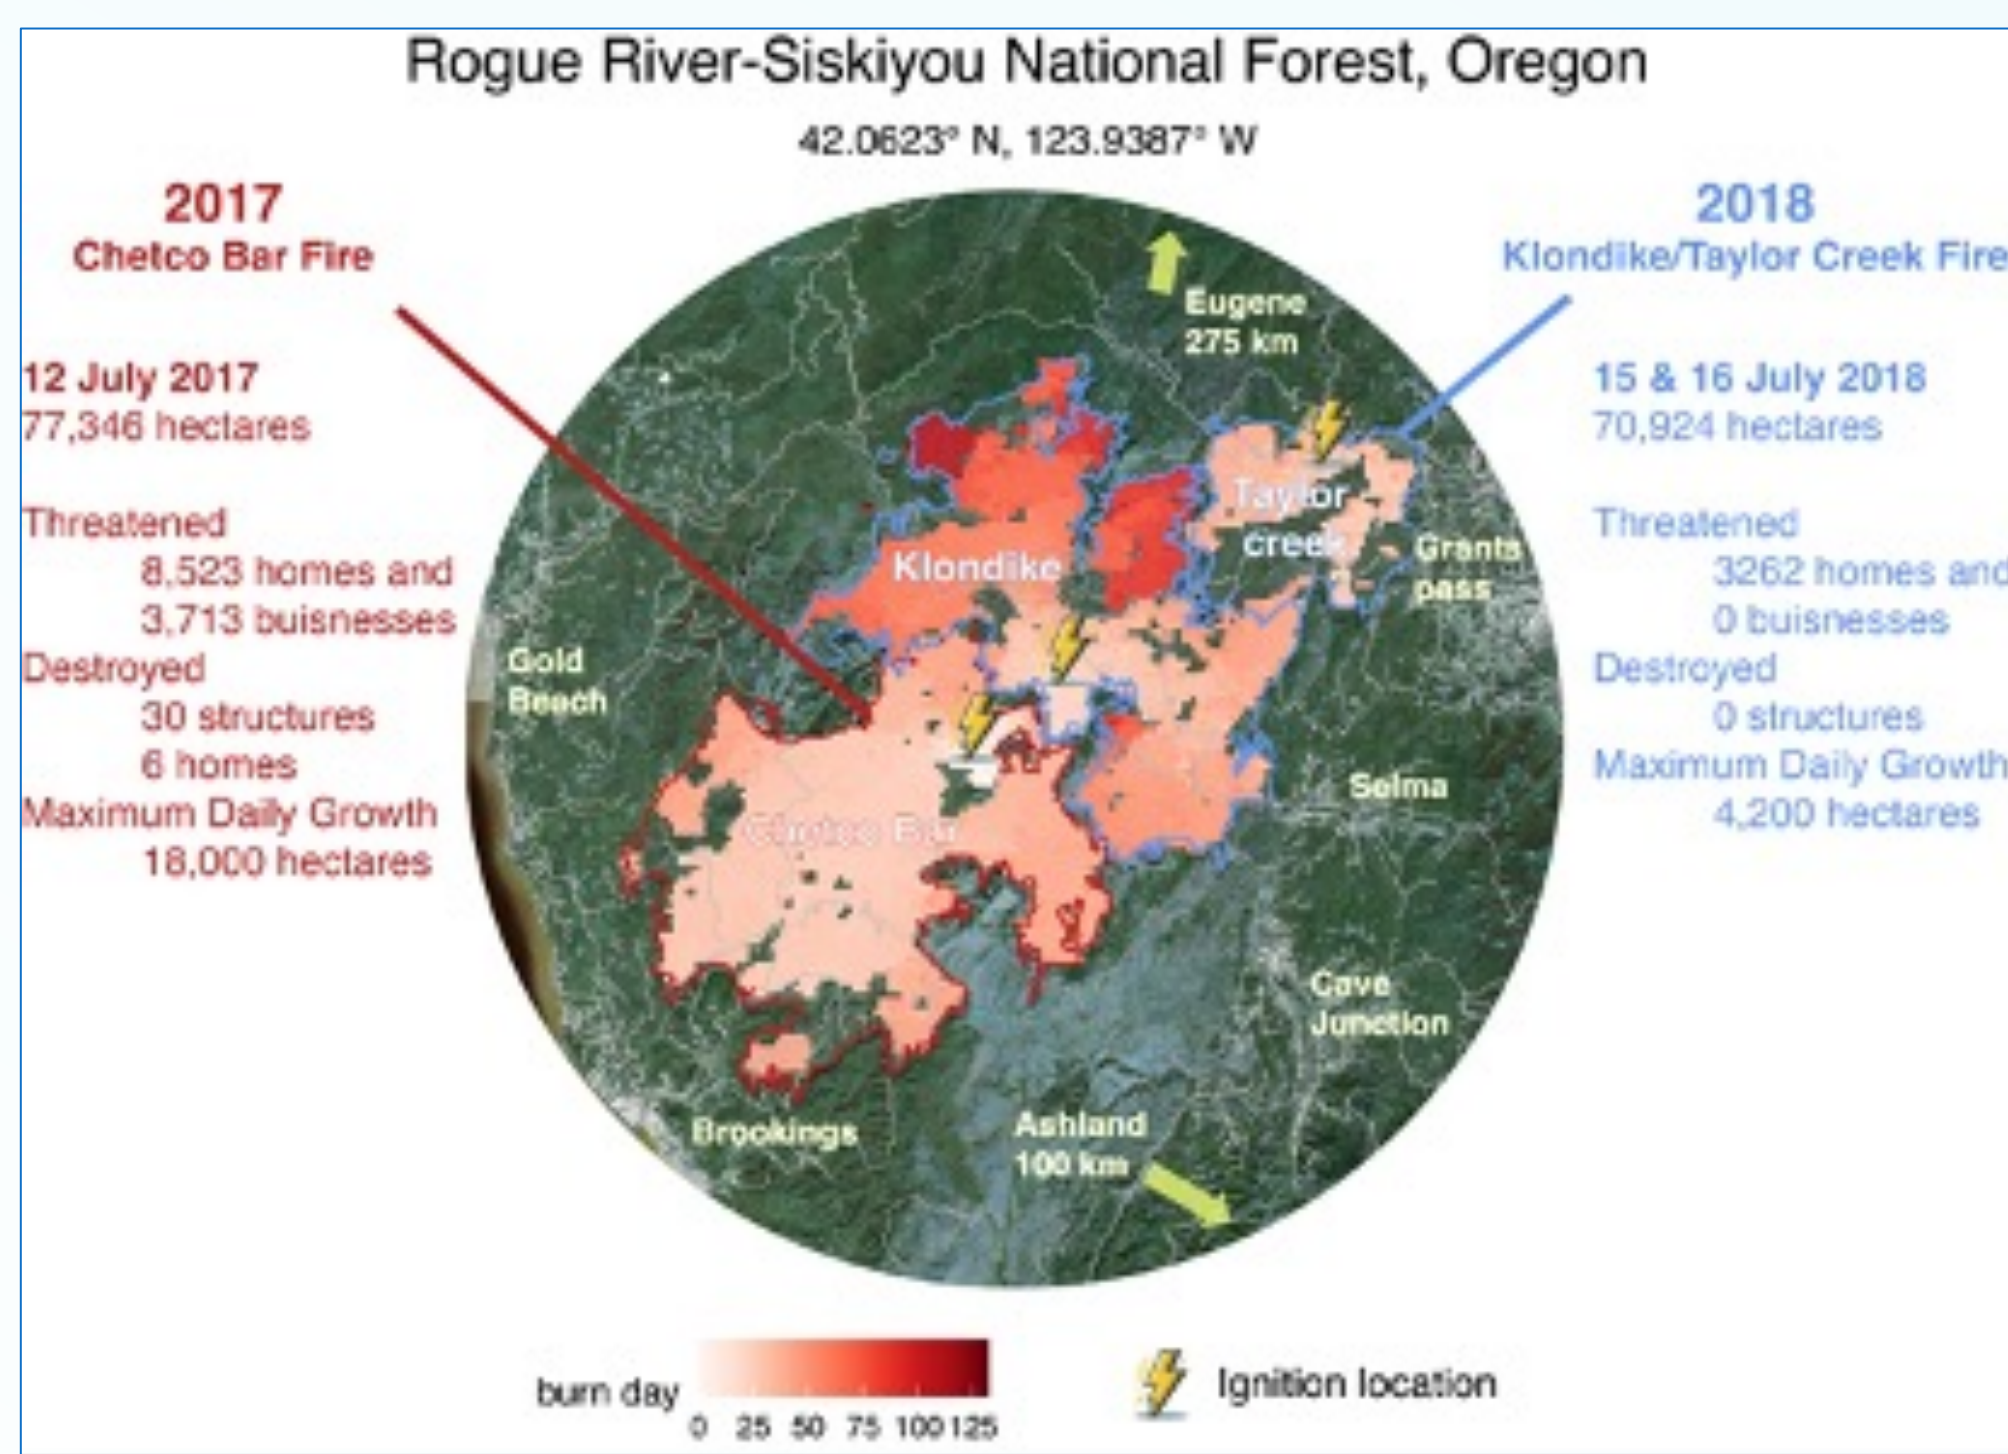 Rogue River-Siskiyou National Forest, Oregon
42.0623° N, 123.9387° W
2017
Chetco Bar Fire
12 July 2017
77,346 hectares
Threatened
8,523 homes and
3,713 buisnesses
Destroyed
30 structures
6 homes
Maximum Daily Growth
18,000 hectares
2018
Klondike/Taylor Creek Fire
15 & 16 July 2018
70,924 hectares
Threatened
3262 homes and
0 buisnesses
Destroyed
0 structures
Maximum Daily Growth
4,200 hectares
Eugene
275 km
Taylor
creek
Grants
pass
Klondike
Gold
Beach
Selma
Chetco Bar
Cave
Junction
Brookings
Ashland
100 km
burn day
0 25 50 75 100 125
Ignition location